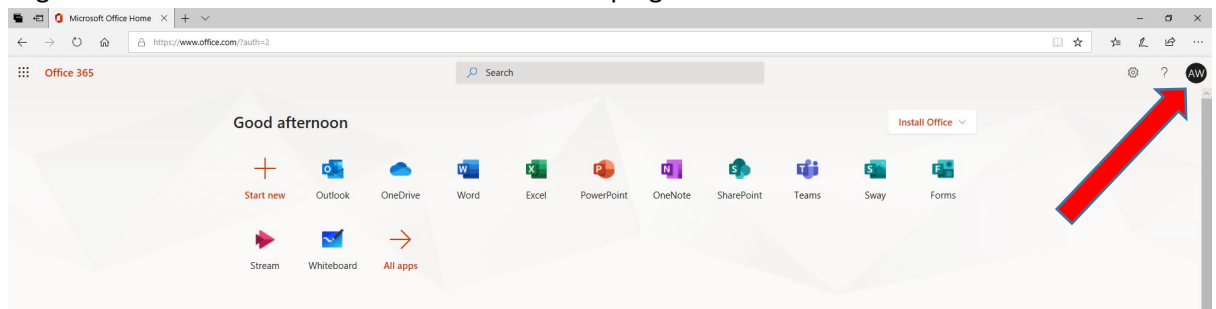 Microsoft Office Home
https://www.office.com/?auth=2
Office 365
Search
?
AW
Good afternoon
Install Office
Start new
Outlook
OneDrive
Word
Excel
PowerPoint
OneNote
SharePoint
Teams
Sway
Forms
Stream
Whiteboard
All apps